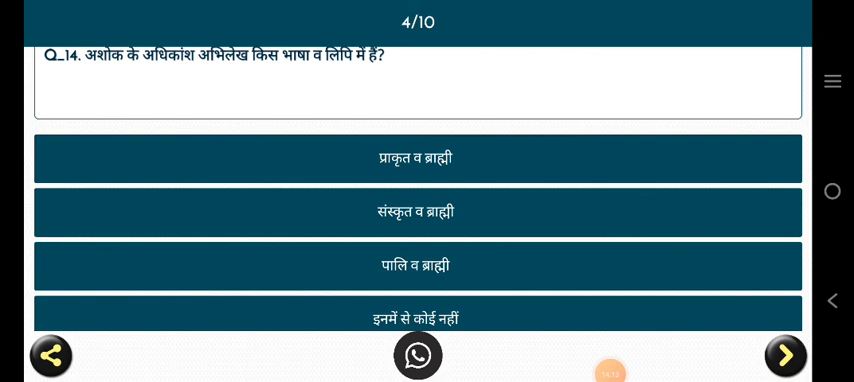 4/10
Q_14. अशोक के अधिकांश अभिलेख किस भाषा व लिपि में हैं?
प्राकृत व ब्राह्मी
संस्कृत व ब्राह्मी
पालि व ब्राह्मी
इनमें से कोई नहीं